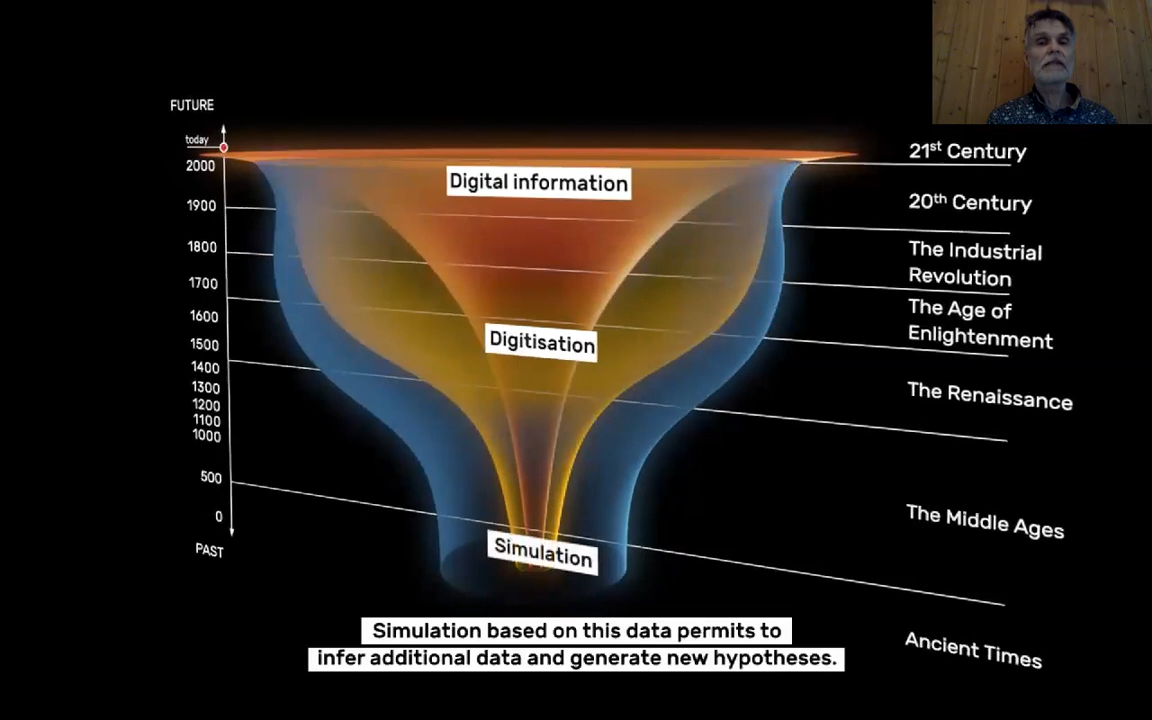 FUTURE
today
2000
1900
1800
1700
1600
1500
1400
1300
1200
1100
1000
500
0
PAST
Digital information
Digitisation
Simulation
21st Century
20th Century
The Industrial
Revolution
The Age of
Enlightenment
The Renaissance
The Middle Ages
Ancient Times
Simulation based on this data permits to
infer additional data and generate new hypotheses.